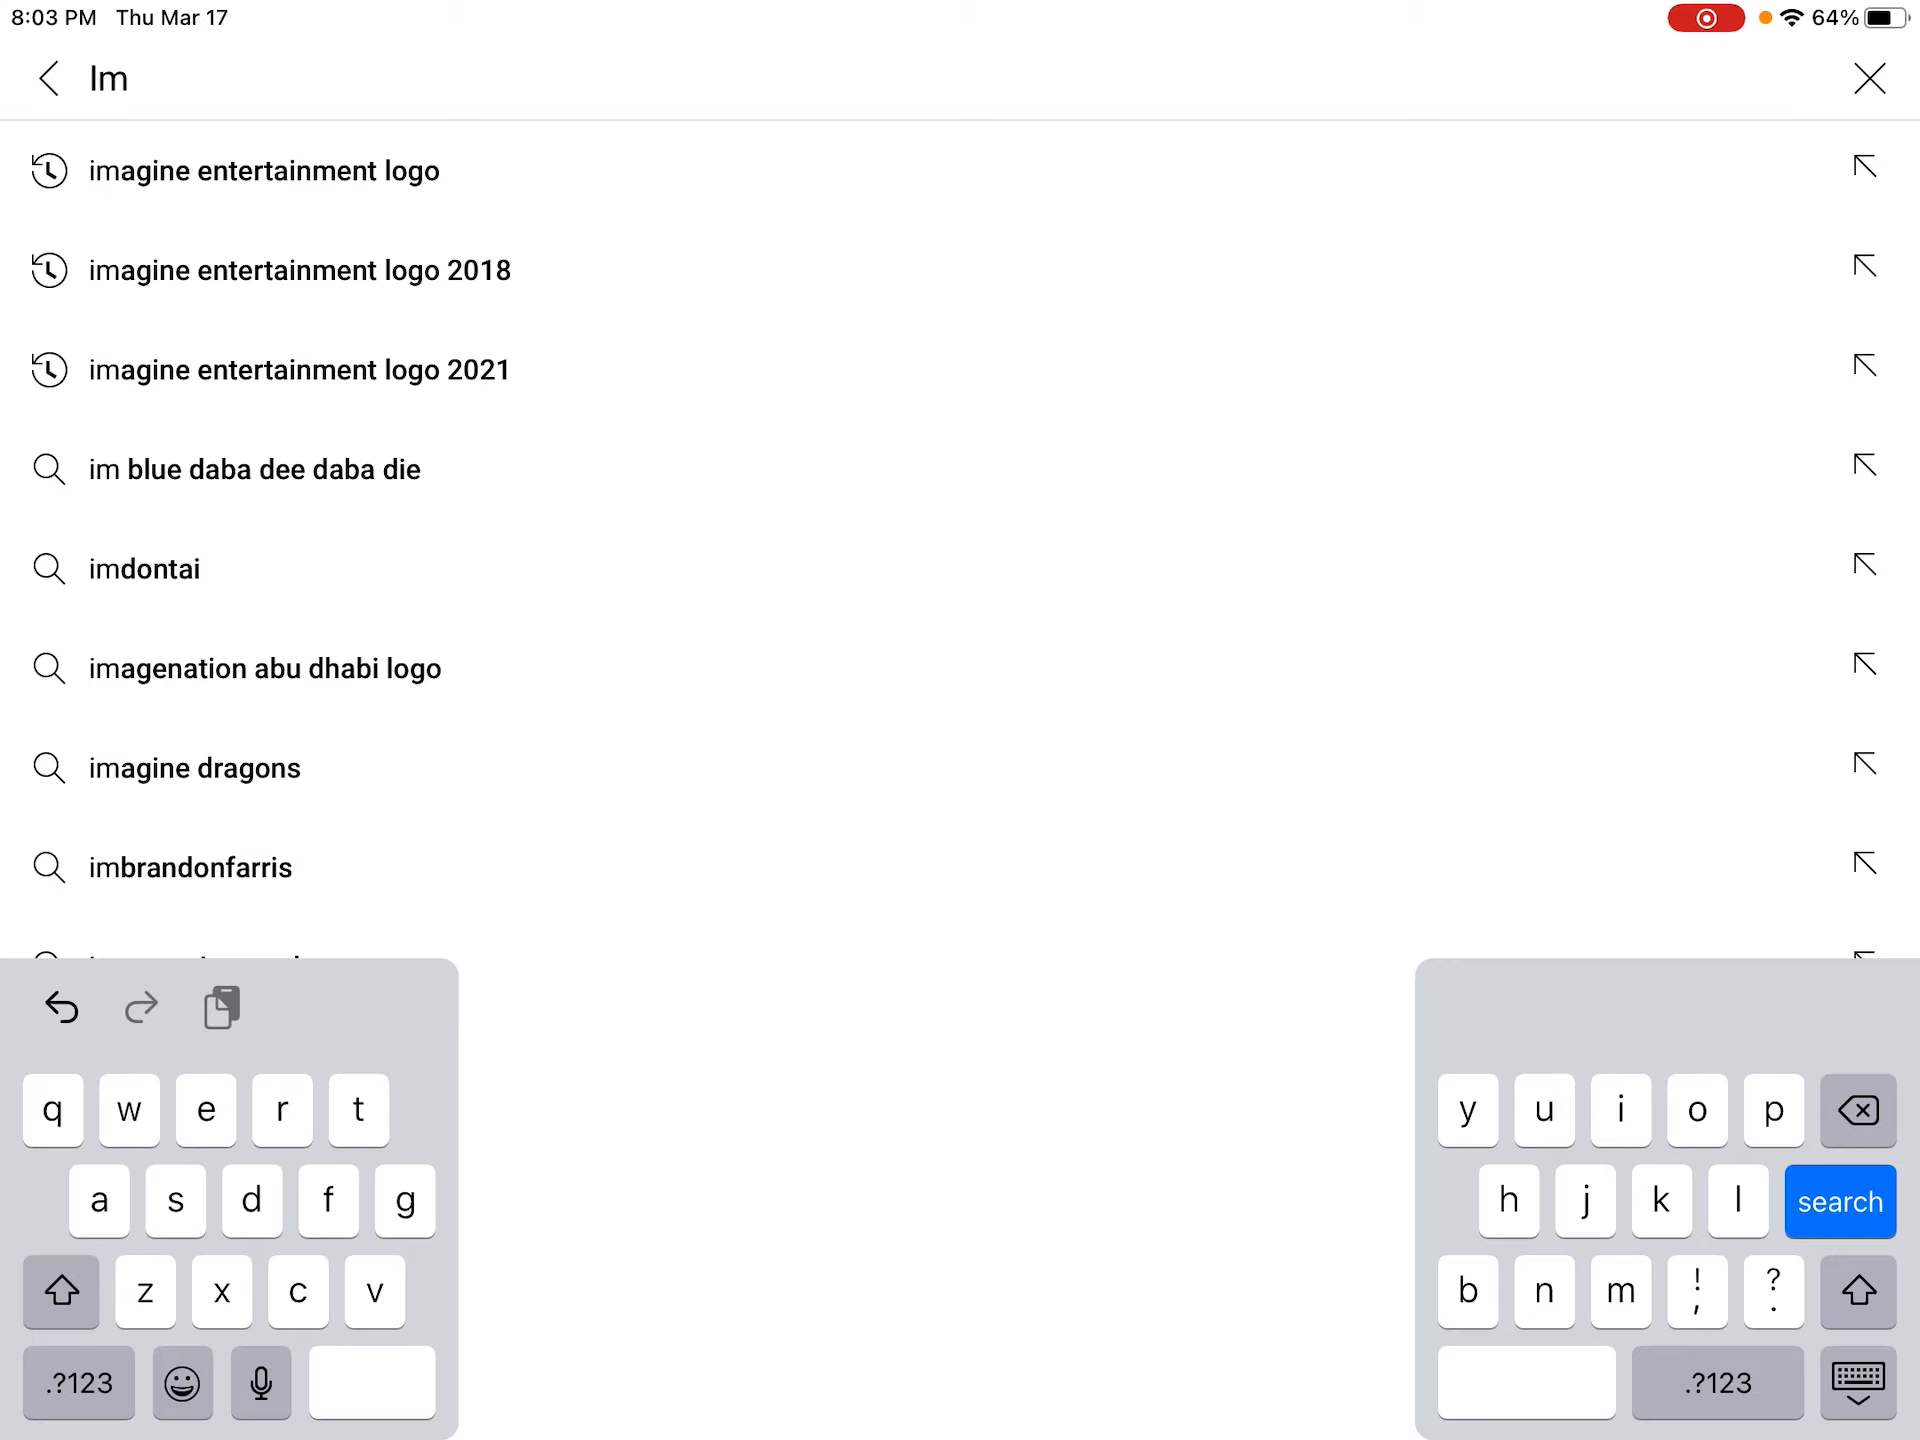 8:03 PM Thu Mar 17
64%
Im
imagine entertainment logo
imagine entertainment logo 2018
imagine entertainment logo 2021
im blue daba dee daba die
imdontai
imagenation abu dhabi logo
imagine dragons
imbrandonfarris
q w e r t
y u i o p
a s d f g
h j k l search
z x c v
b n m ! , ? .
.?123
.?123